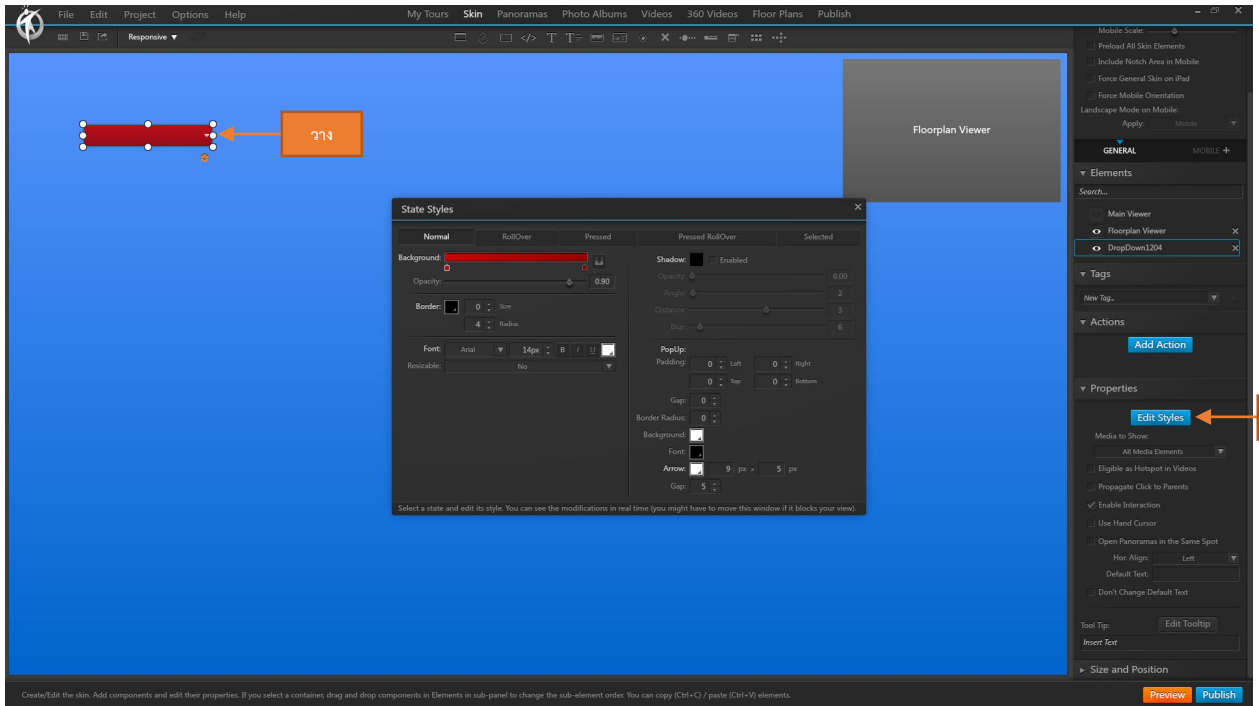 File Edit Project Options Help
My Tours Skin Panoramas Photo Albums Videos 360 Videos Floor Plans Publish
Responsive
วาง
Floorplan Viewer
State Styles
Normal RollOver Pressed Pressed RollOver Selected
Background:
Opacity: 0.90
Border: 0 Size
4 Radius
Font: Arial 14px B I U
Resizable: No
Shadow: Enabled
Opacity: 0.00
Angle: 2
Distance: 3
Blur: 6
PopUp:
Padding: 0 Left 0 Right
0 Top 0 Bottom
Gap: 0
Border Radius: 0
Background:
Font:
Arrow: 9 px × 5 px
Gap: 5
Select a state and edit its style. You can see the modifications in real time (you might have to move this window if it blocks your view).
Mobile Scale:
Preload All Skin Elements
Include Notch Area in Mobile
Force General Skin on iPad
Force Mobile Orientation
Landscape Mode on Mobile:
Apply: Mobile
GENERAL MOBILE +
Elements
Search...
Main Viewer
Floorplan Viewer X
DropDown1204 X
Tags
New Tag..
Actions
Add Action
Properties
Edit Styles
Media to Show:
All Media Elements
Eligible as Hotspot in Videos
Propagate Click to Parents
Enable Interaction
Use Hand Cursor
Open Panoramas in the Same Spot
Hor. Align: Left
Default Text:
Don't Change Default Text
Tool Tip: Edit Tooltip
Insert Text
Size and Position
Create/Edit the skin. Add components and edit their properties. If you select a container, drag and drop components in Elements in sub-panel to change the sub-element order. You can copy (Ctrl+C) / paste (Ctrl+V) elements.
Preview Publish